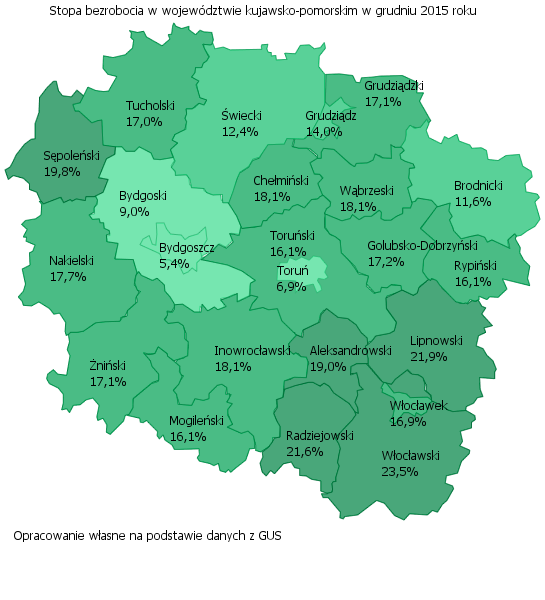 Stopa bezrobocia w województwie kujawsko-pomorskim w grudniu 2015 roku
Tucholski
17,0%
Świecki
12,4%
Grudziądzki
17,1%
Grudziądz
14,0%
Sępoleński
19,8%
Bydgoski
9,0%
Chełmiński
18,1%
Wąbrzeski
18,1%
Brodnicki
11,6%
Nakielski
17,7%
Bydgoszcz
5,4%
Toruński
16,1%
Toruń
6,9%
Golubsko-Dobrzyński
17,2%
Rypiński
16,1%
Żniński
17,1%
Inowrocławski
18,1%
Aleksandrowski
19,0%
Lipnowski
21,9%
Mogileński
16,1%
Radziejowski
21,6%
Włocławek
16,9%
Włocławski
23,5%
Opracowanie własne na podstawie danych z GUS